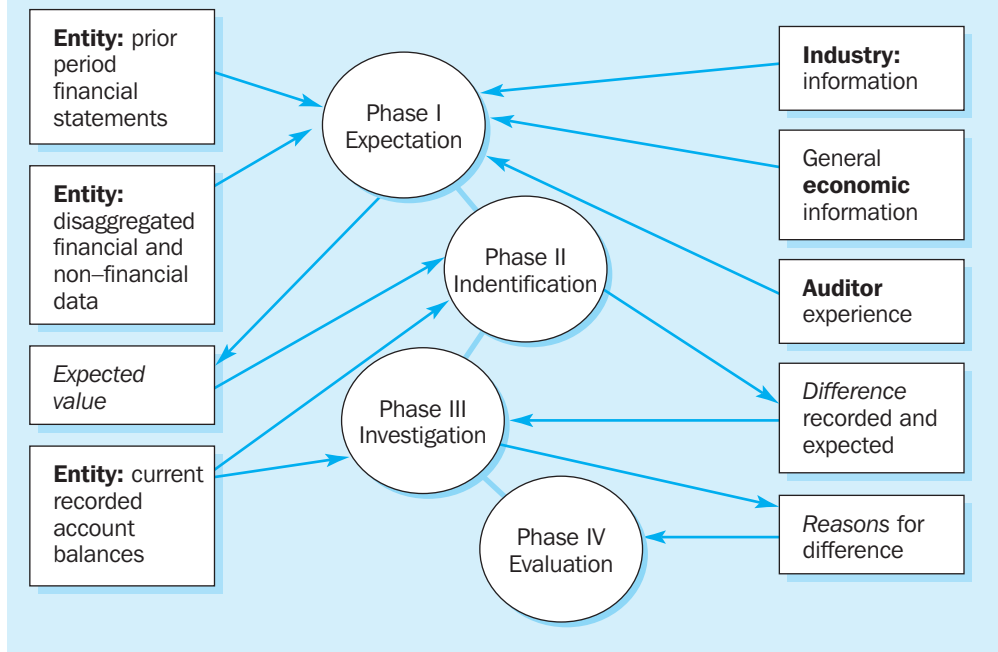 Entity: prior
period
financial
statements
Entity:
disaggregated
financial and
non–financial
data
Expected
value
Entity: current
recorded
account
balances
Phase I
Expectation
Phase II
Indentification
Phase III
Investigation
Phase IV
Evaluation
Industry:
information
General
economic
information
Auditor
experience
Difference
recorded and
expected
Reasons for
difference